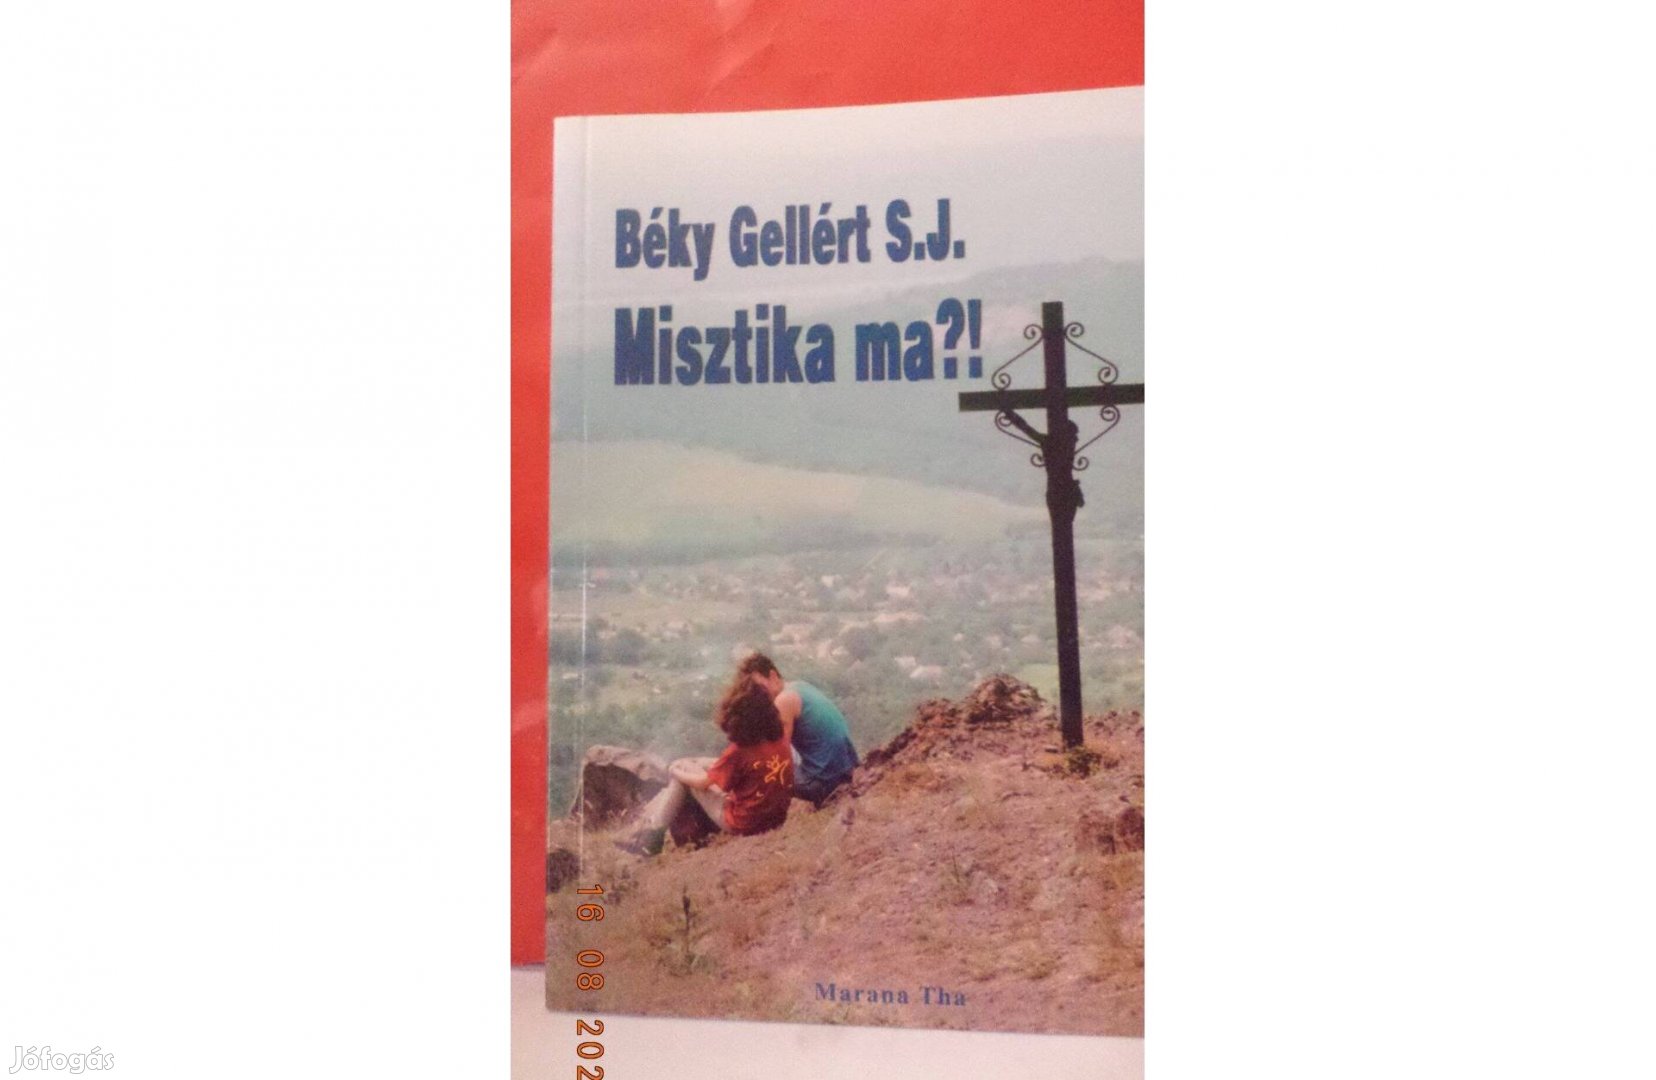 Béky Gellért S.J.
Misztika ma?!
Marana Tha
16 08 202
Jófogás